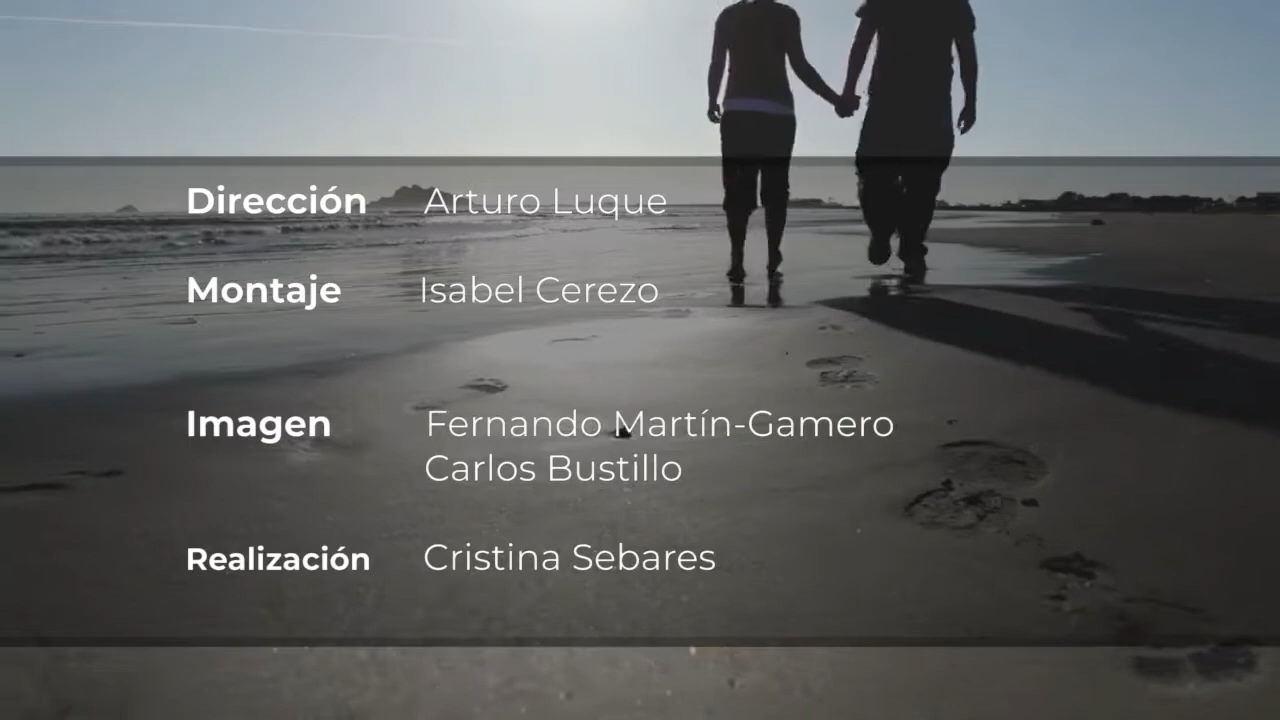 Dirección Arturo Luque
Montaje Isabel Cerezo
Imagen Fernando Martín-Gamero
Carlos Bustillo
Realización Cristina Sebares